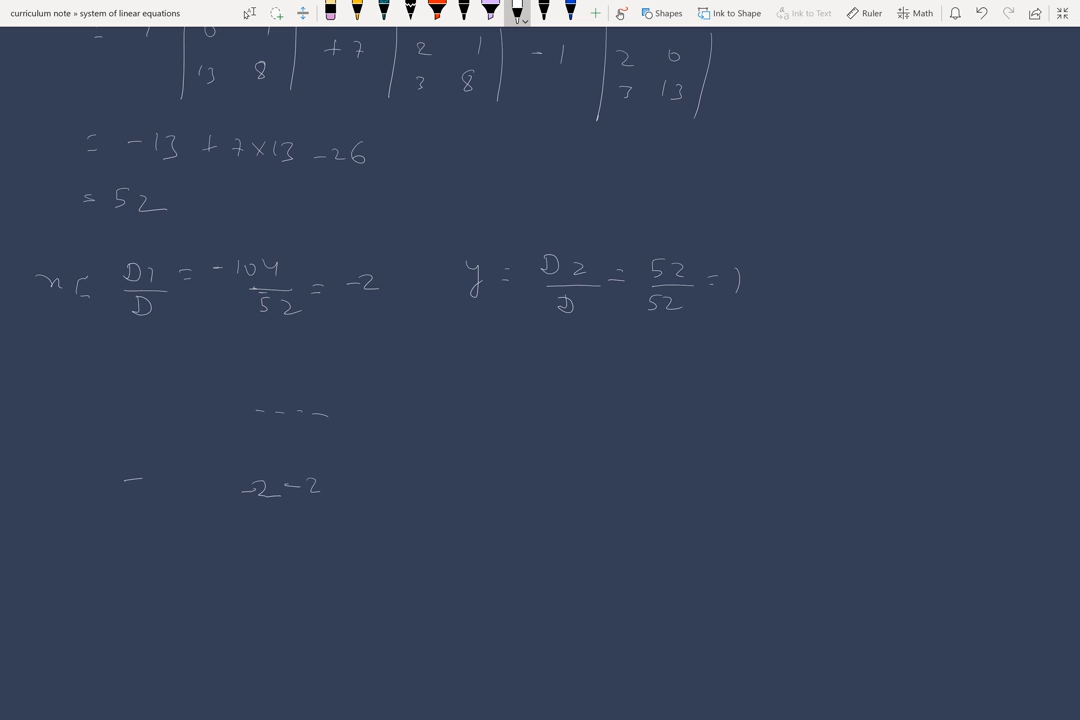 curriculum note » system of linear equations Shapes Ink to Shape Ink to Text Ruler Math
= | 0 1 | + 7 | 2 1 | - 1 | 2 0 |
| 13 8 | | 3 8 | | 3 13 |
= -13 + 7×13 -26
= 52
x = D1/D = -104/52 = -2 y = D2/D = 52/52 = 1
- - - -
- -2 -2